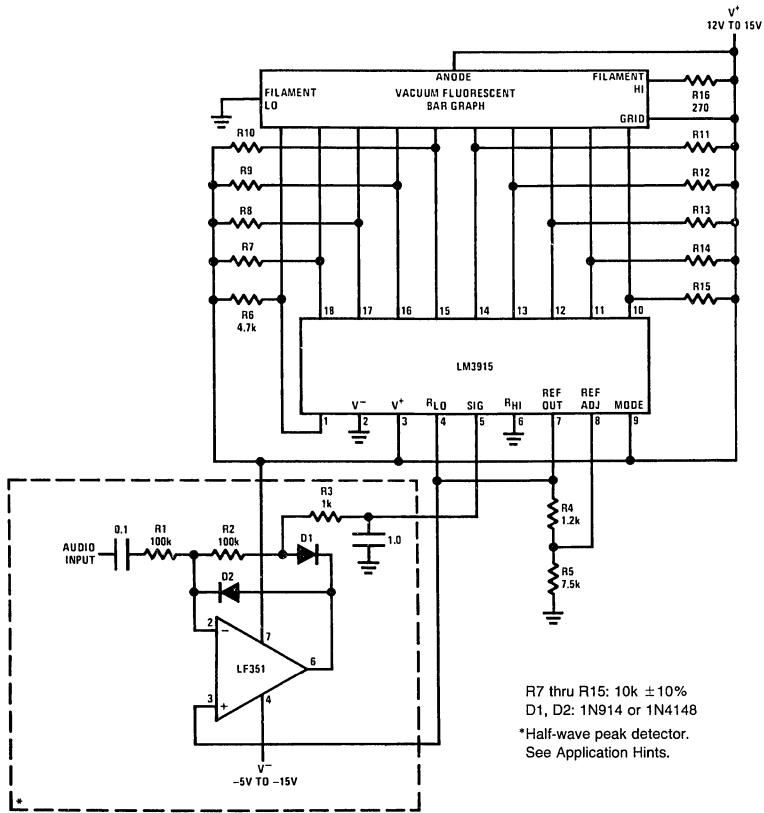 V+
12V TO 15V
ANODE
FILAMENT
LO
VACUUM FLUORESCENT
BAR GRAPH
FILAMENT
HI
GRID
R16
270
R10
R11
R9
R12
R8
R13
R7
R14
R6
4.7k
R15
18
17
16
15
14
13
12
11
10
LM3915
V−
V+
RLO
SIG
RHI
REF
OUT
REF
ADJ
MODE
1
2
3
4
5
6
7
8
9
R3
1k
R4
1.2k
AUDIO
INPUT
0.1
R1
100k
R2
100k
D1
1.0
D2
R5
7.5k
2
−
7
LF351
6
3
+
4
V−
−5V TO −15V
R7 thru R15: 10k ±10%
D1, D2: 1N914 or 1N4148
*Half-wave peak detector.
See Application Hints.
*